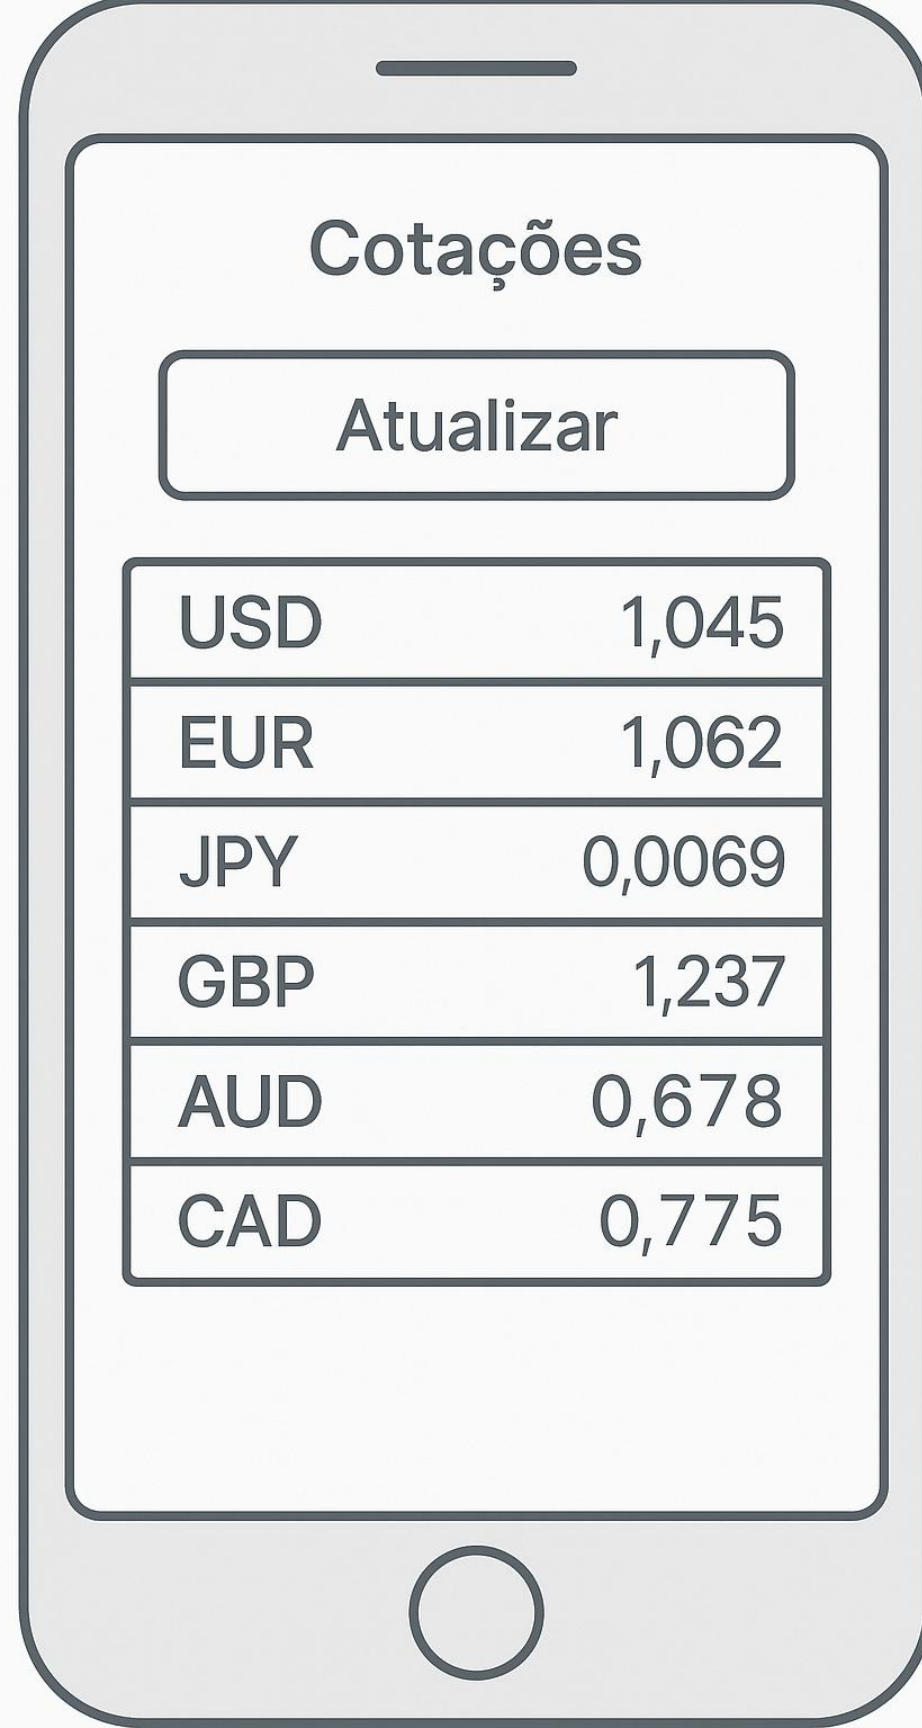 Cotações
Atualizar
USD 1,045
EUR 1,062
JPY 0,0069
GBP 1,237
AUD 0,678
CAD 0,775